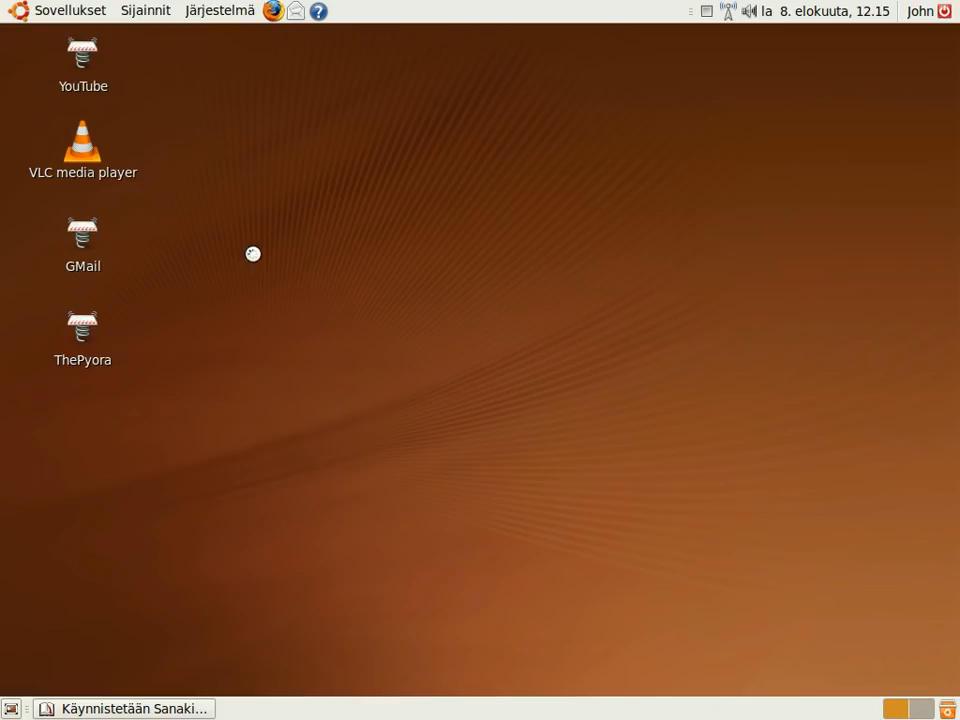 Sovellukset Sijainnit Järjestelmä la 8. elokuuta, 12.15 John
YouTube
VLC media player
GMail
ThePyora
Käynnistetään Sanaki...